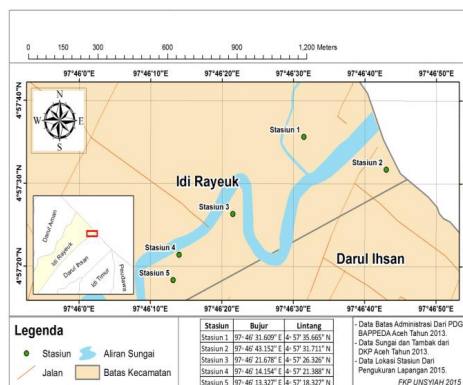 0 150 300 600 900 1,200 Meters
97°46'0"E 97°46'10"E 97°46'20"E 97°46'30"E 97°46'40"E 97°46'50"E
4°57'40"N
4°57'30"N
4°57'20"N
N
W E
S
Stasiun 1
Stasiun 2
Idi Rayeuk
Stasiun 3
Stasiun 4
Darul Ihsan
Stasiun 5
Darul Aman
Idi Rayeuk
Darul Ihsan
Idi Timur
Peudawa
97°46'0"E 97°46'10"E 97°46'20"E 97°46'30"E 97°46'40"E 97°46'50"E
Legenda
Stasiun Aliran Sungai
Jalan Batas Kecamatan
Stasiun Bujur Lintang
Stasiun 1 97° 46' 31.609" E 4° 57' 35.665" N
Stasiun 2 97° 46' 43.152" E 4° 57' 31.711" N
Stasiun 3 97° 46' 21.678" E 4° 57' 26.326" N
Stasiun 4 97° 46' 14.154" E 4° 57' 21.388" N
Stasiun 5 97° 46' 13.327" E 4° 57' 18.327" N
- Data Batas Administrasi Dari PDGA
BAPPEDA Aceh Tahun 2013.
- Data Sungai dan Tambak dari
DKP Aceh Tahun 2013.
- Data Lokasi Stasiun Dari
Pengukuran Lapangan 2015.
FKP UNSYIAH 2015